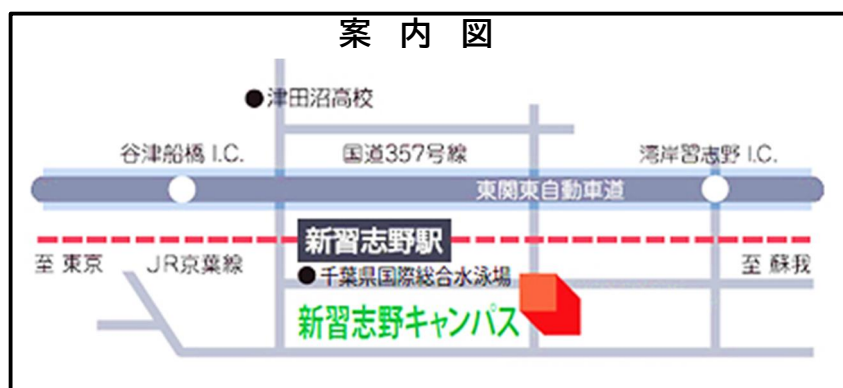 案内図
●津田沼高校
谷津船橋 I.C.
国道357号線
湾岸習志野 I.C.
東関東自動車道
新習志野駅
至 東京
JR京葉線
●千葉県国際総合水泳場
至 蘇我
新習志野キャンパス